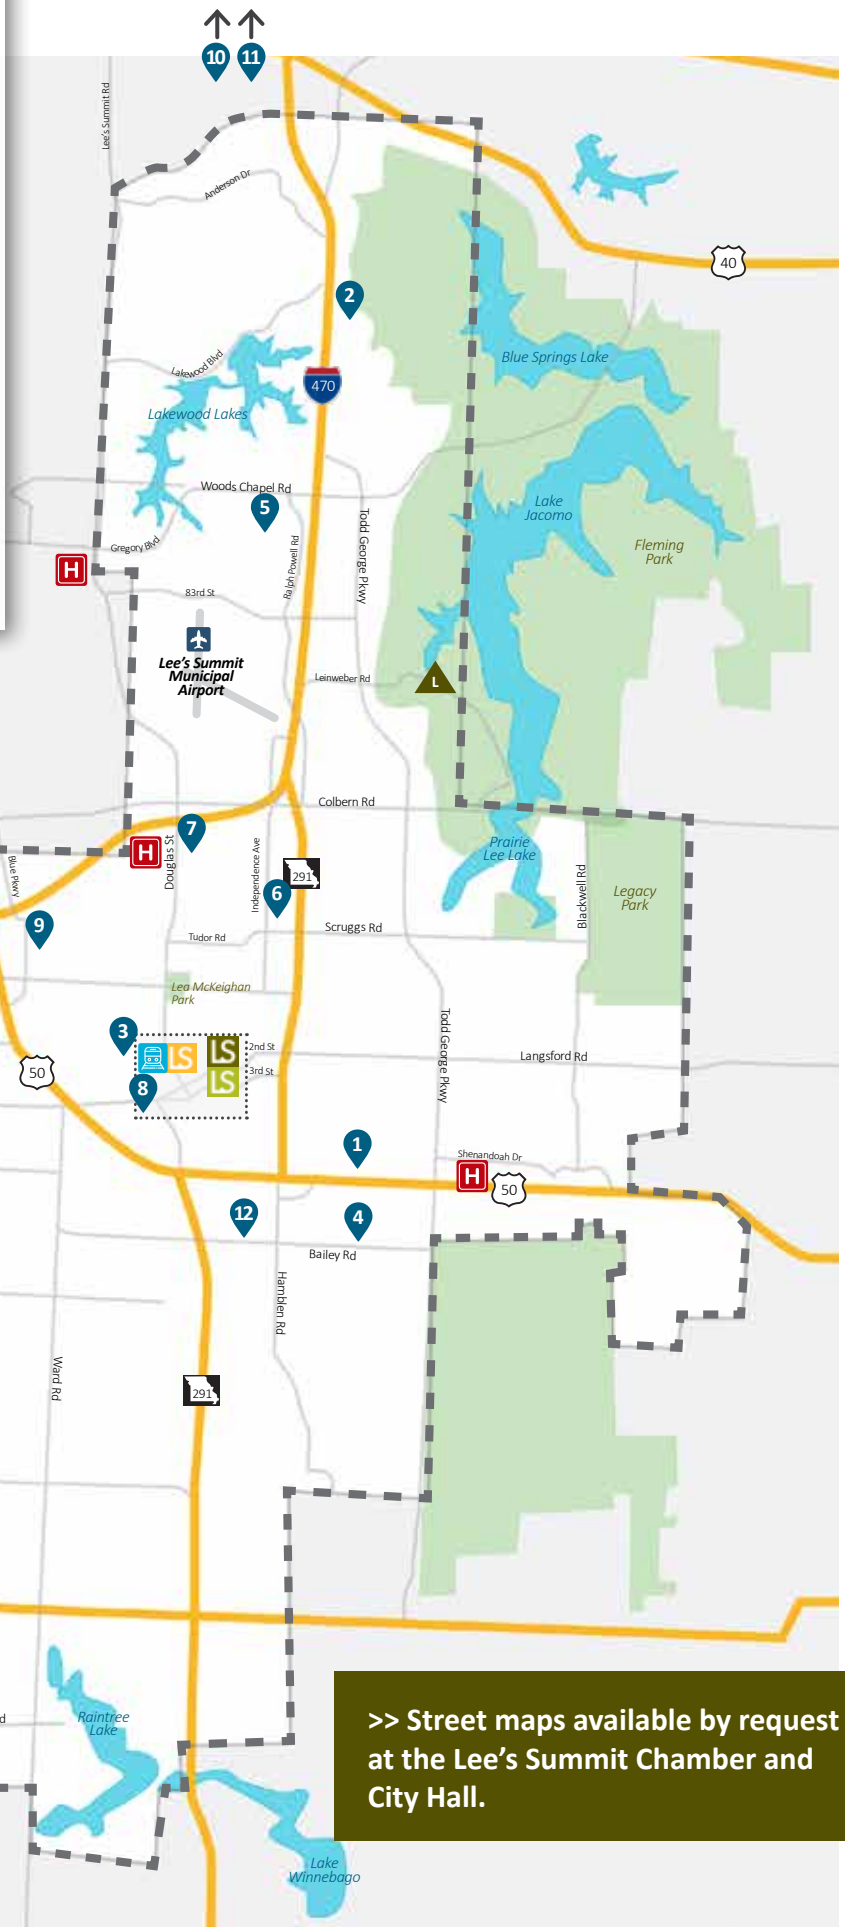 10
11
Lee's Summit Rd
Anderson Dr
40
2
Blue Springs Lake
Lakewood Blvd
470
Lakewood Lakes
Woods Chapel Rd
5
Lake
Jacomo
Todd George Pkwy
Gregory Blvd
Ralph Powell Rd
Fleming
Park
H
83rd St
Lee's Summit
Municipal
Airport
Leinweber Rd
L
Colbern Rd
7
H
Douglas St
Independence Ave
Prairie
Lee Lake
Blue Pkwy
291
6
Blackwell Rd
Legacy
Park
9
Tudor Rd
Scruggs Rd
Lea McKeighan
Park
3
LS
LS
2nd St
Todd George Pkwy
Langsford Rd
50
8
LS
3rd St
1
Shenandoah Dr
H
50
12
4
Bailey Rd
Hamblen Rd
Ward Rd
291
d
Raintree
Lake
>> Street maps available by request
at the Lee's Summit Chamber and
City Hall.
Lake
Winnebago